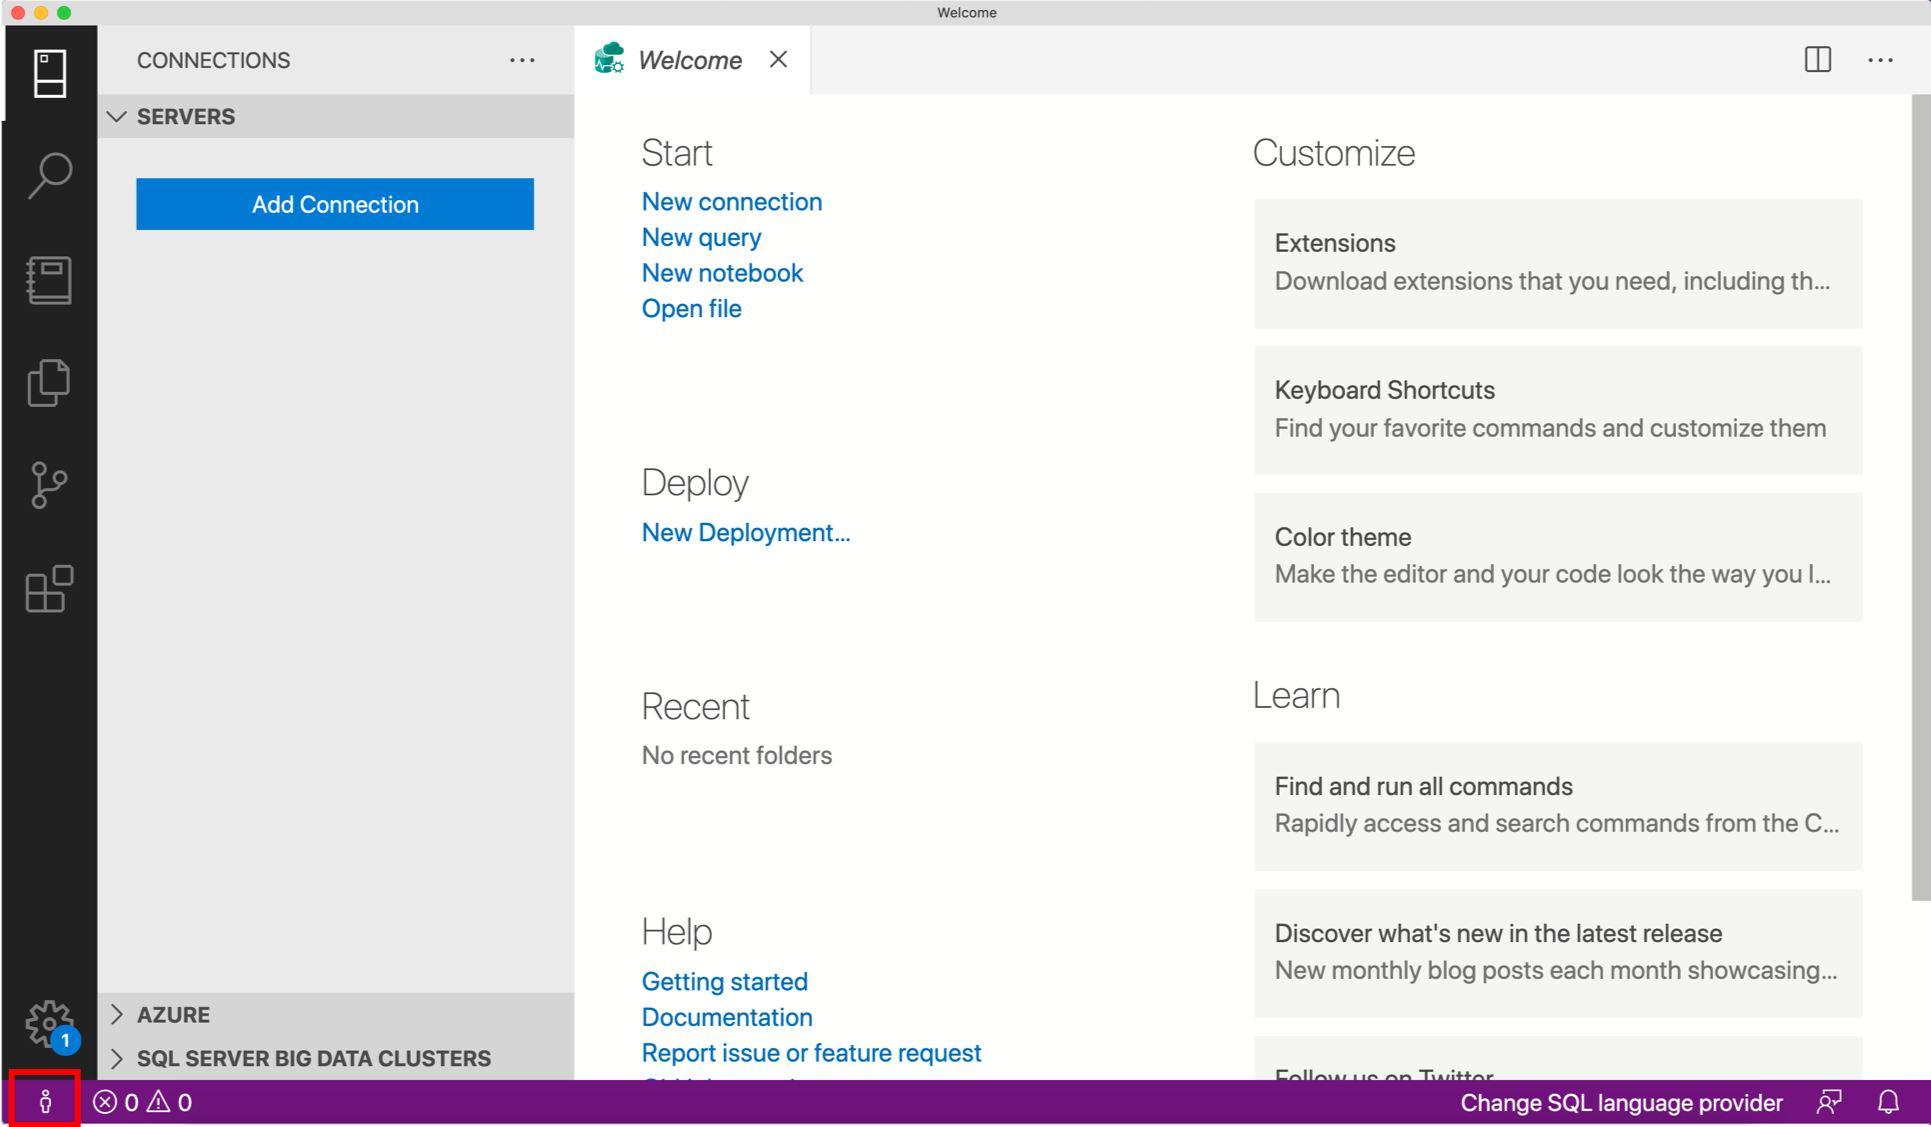 Welcome
CONNECTIONS
SERVERS
Add Connection
AZURE
SQL SERVER BIG DATA CLUSTERS
1
Welcome
Start
New connection
New query
New notebook
Open file
Deploy
New Deployment...
Recent
No recent folders
Help
Getting started
Documentation
Report issue or feature request
Customize
Extensions
Download extensions that you need, including th...
Keyboard Shortcuts
Find your favorite commands and customize them
Color theme
Make the editor and your code look the way you l...
Learn
Find and run all commands
Rapidly access and search commands from the C...
Discover what's new in the latest release
New monthly blog posts each month showcasing...
Follow us on Twitter
0 0
Change SQL language provider